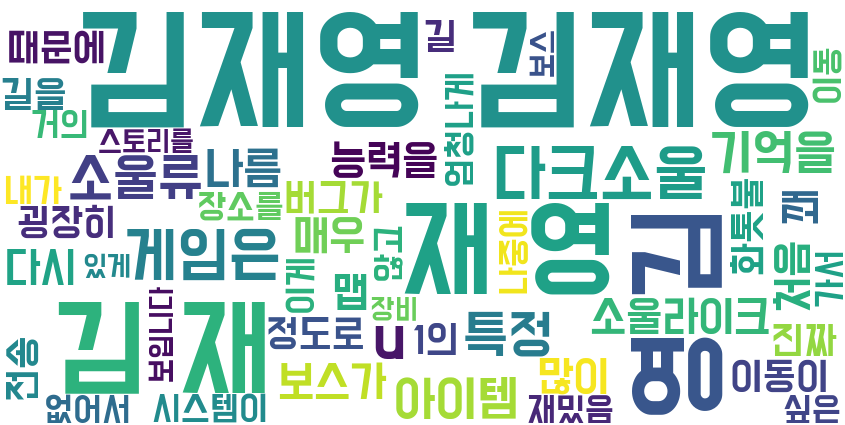 김재영 김재영
때문에
길
보스
이동
길을
거의
스토리를
소울류
나름
능력을
엄청나게
다크소울
기억을
내가
굉장히
장소를
버그가
매우
재영
김영
화톳불
꽤
다시
있게
게임은
이게
맵
않고
나중에
처음
가서
김재
보입니다
장비
정도로
u
1의
특정
소울라이크
진짜
전송
보스가
아이템
많이
이동이
없어서
시스템이
재밌음
싶은